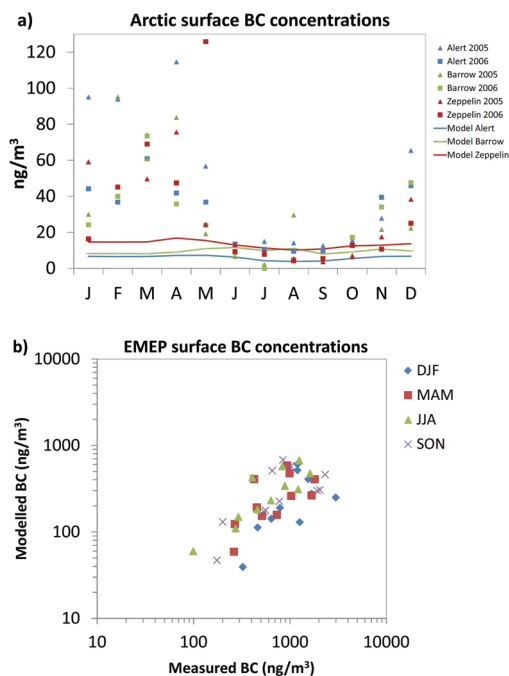 a)
Arctic surface BC concentrations
120
100
80
60
40
20
0
ng/m³
J F M A M J J A S O N D
Alert 2005
Alert 2006
Barrow 2005
Barrow 2006
Zeppelin 2005
Zeppelin 2006
Model Alert
Model Barrow
Model Zeppelin
b)
EMEP surface BC concentrations
10000
1000
100
10
Modelled BC (ng/m³)
10 100 1000 10000
Measured BC (ng/m³)
DJF
MAM
JJA
SON